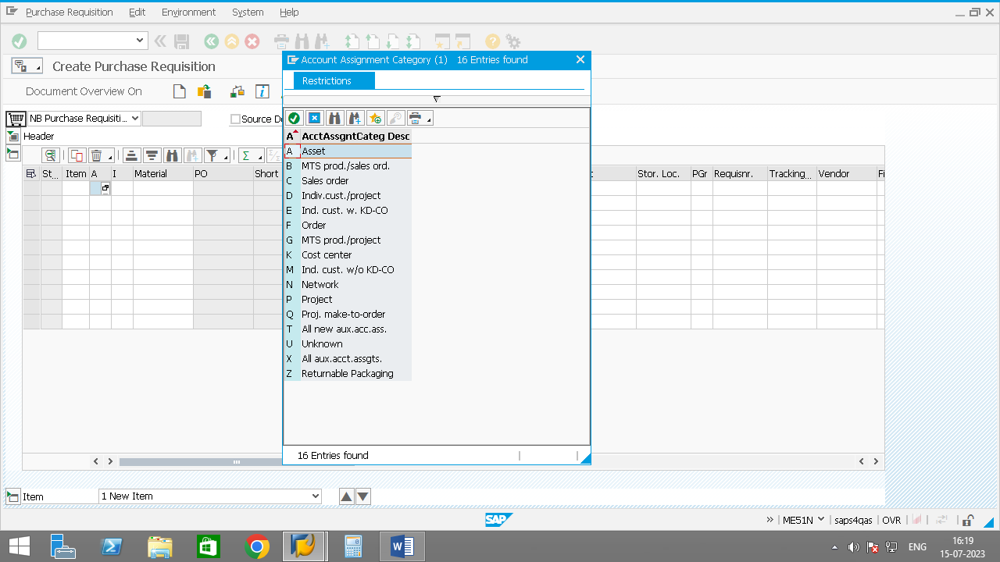 Purchase Requisition Edit Environment System Help
Create Purchase Requisition
Document Overview On
NB Purchase Requisiti...
Source De
Header
St... Item A I Material PO Short
Stor. Loc. PGr Requisnr. Tracking... Vendor Fi
Account Assignment Category (1) 16 Entries found
Restrictions
A AcctAssgntCateg Desc
A Asset
B MTS prod./sales ord.
C Sales order
D Indiv.cust./project
E Ind. cust. w. KD-CO
F Order
G MTS prod./project
K Cost center
M Ind. cust. w/o KD-CO
N Network
P Project
Q Proj. make-to-order
T All new aux.acc.ass.
U Unknown
X All aux.acct.assgts.
Z Returnable Packaging
16 Entries found
Item 1 New Item
SAP
ME51N saps4qas OVR
ENG
16:19
15-07-2023